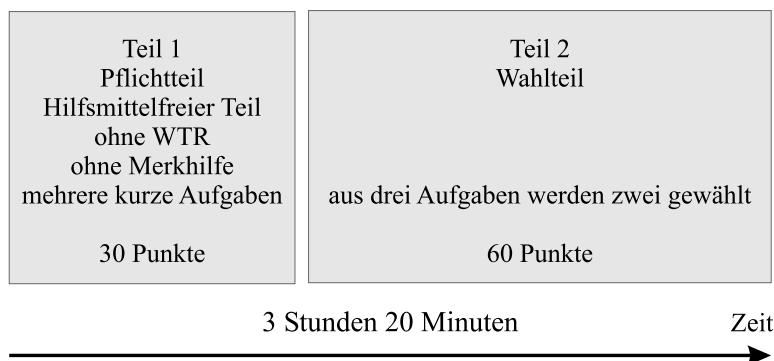 Teil 1
Pflichtteil
Hilfsmittelfreier Teil
ohne WTR
ohne Merkhilfe
mehrere kurze Aufgaben
30 Punkte
Teil 2
Wahlteil
aus drei Aufgaben werden zwei gewählt
60 Punkte
3 Stunden 20 Minuten
Zeit